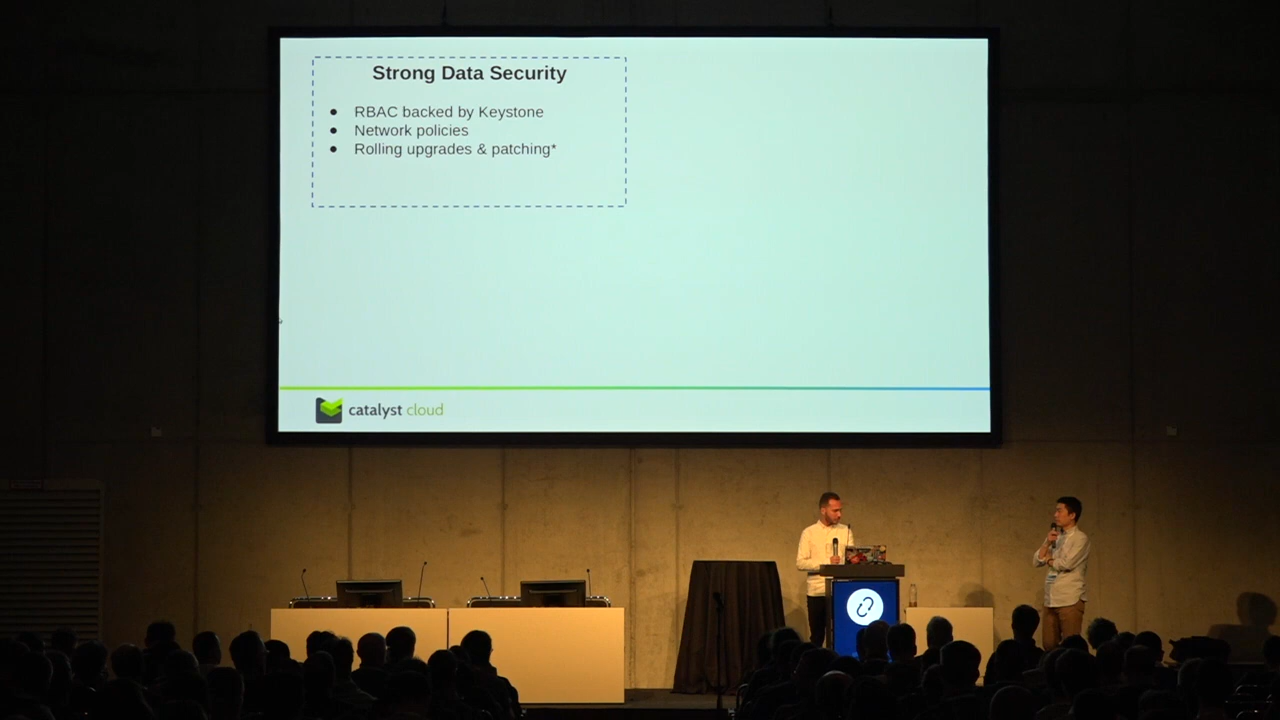 Strong Data Security
● RBAC backed by Keystone
● Network policies
● Rolling upgrades & patching*
catalyst cloud